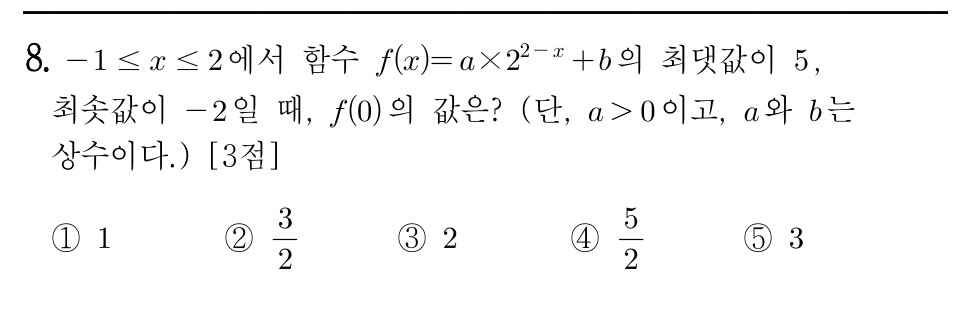 8. −1 ≤ x ≤ 2에서 함수 f(x) = a×2^{2−x} + b의 최댓값이 5,
최솟값이 −2일 때, f(0)의 값은? (단, a > 0이고, a와 b는
상수이다.) [3점]
① 1 ② 3/2 ③ 2 ④ 5/2 ⑤ 3